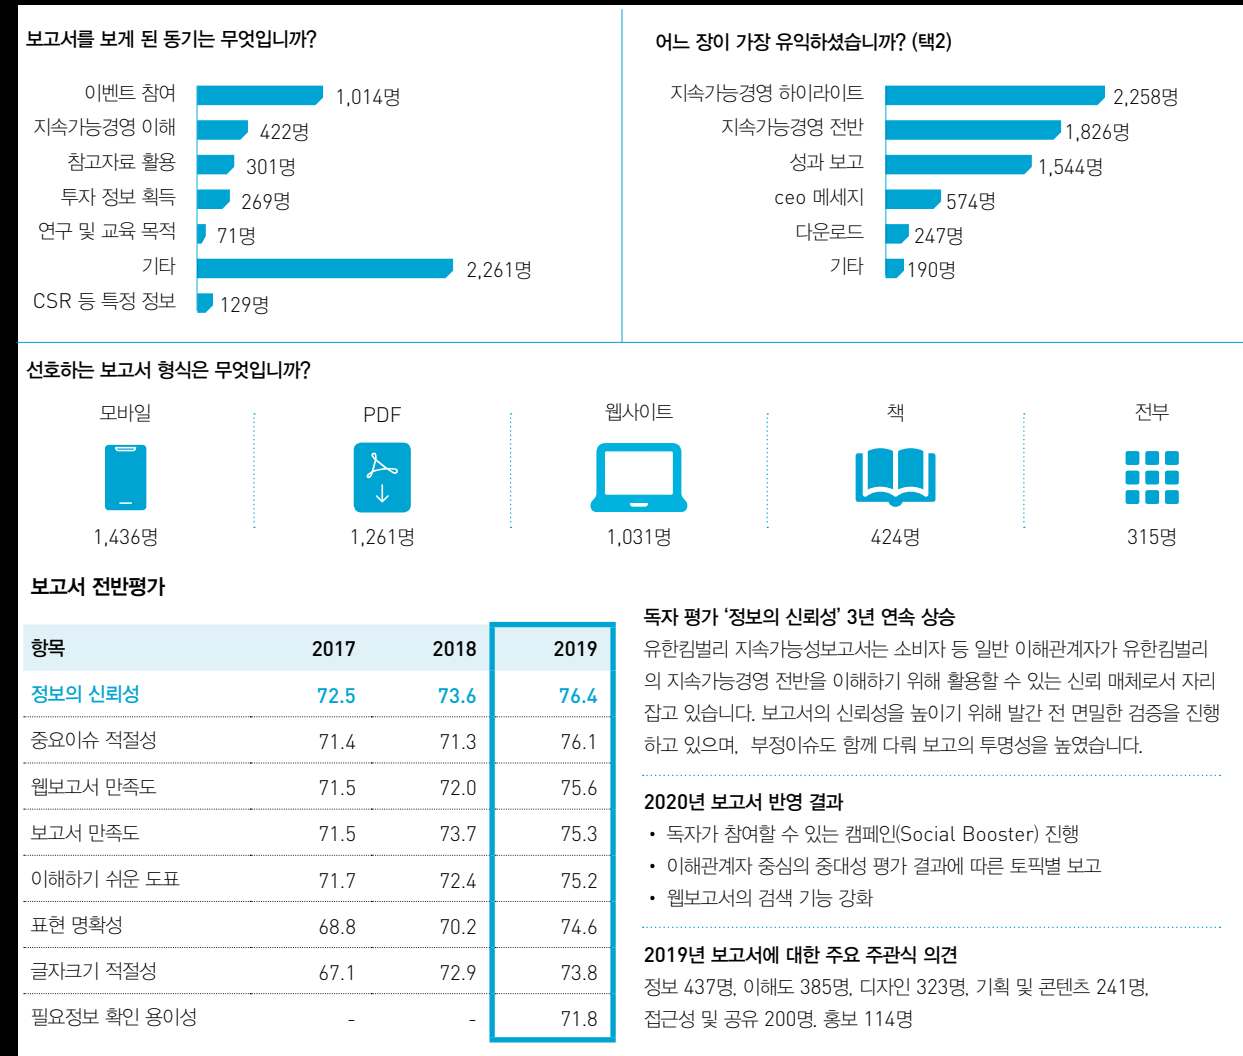 보고서를 보게 된 동기는 무엇입니까?
이벤트 참여 1,014명
지속가능경영 이해 422명
참고자료 활용 301명
투자 정보 획득 269명
연구 및 교육 목적 71명
기타 2,261명
CSR 등 특정 정보 129명
어느 장이 가장 유익하셨습니까? (택2)
지속가능경영 하이라이트 2,258명
지속가능경영 전반 1,826명
성과 보고 1,544명
ceo 메세지 574명
다운로드 247명
기타 190명
선호하는 보고서 형식은 무엇입니까?
모바일 PDF 웹사이트 책 전부
1,436명 1,261명 1,031명 424명 315명
보고서 전반평가
항목 2017 2018 2019
정보의 신뢰성 72.5 73.6 76.4
중요이슈 적절성 71.4 71.3 76.1
웹보고서 만족도 71.5 72.0 75.6
보고서 만족도 71.5 73.7 75.3
이해하기 쉬운 도표 71.7 72.4 75.2
표현 명확성 68.8 70.2 74.6
글자크기 적절성 67.1 72.9 73.8
필요정보 확인 용이성 - - 71.8
독자 평가 ‘정보의 신뢰성’ 3년 연속 상승
유한킴벌리 지속가능성보고서는 소비자 등 일반 이해관계자가 유한킴벌리
의 지속가능경영 전반을 이해하기 위해 활용할 수 있는 신뢰 매체로서 자리
잡고 있습니다. 보고서의 신뢰성을 높이기 위해 발간 전 면밀한 검증을 진행
하고 있으며, 부정이슈도 함께 다뤄 보고의 투명성을 높였습니다.
2020년 보고서 반영 결과
• 독자가 참여할 수 있는 캠페인(Social Booster) 진행
• 이해관계자 중심의 중대성 평가 결과에 따른 토픽별 보고
• 웹보고서의 검색 기능 강화
2019년 보고서에 대한 주요 주관식 의견
정보 437명, 이해도 385명, 디자인 323명, 기획 및 콘텐츠 241명,
접근성 및 공유 200명. 홍보 114명